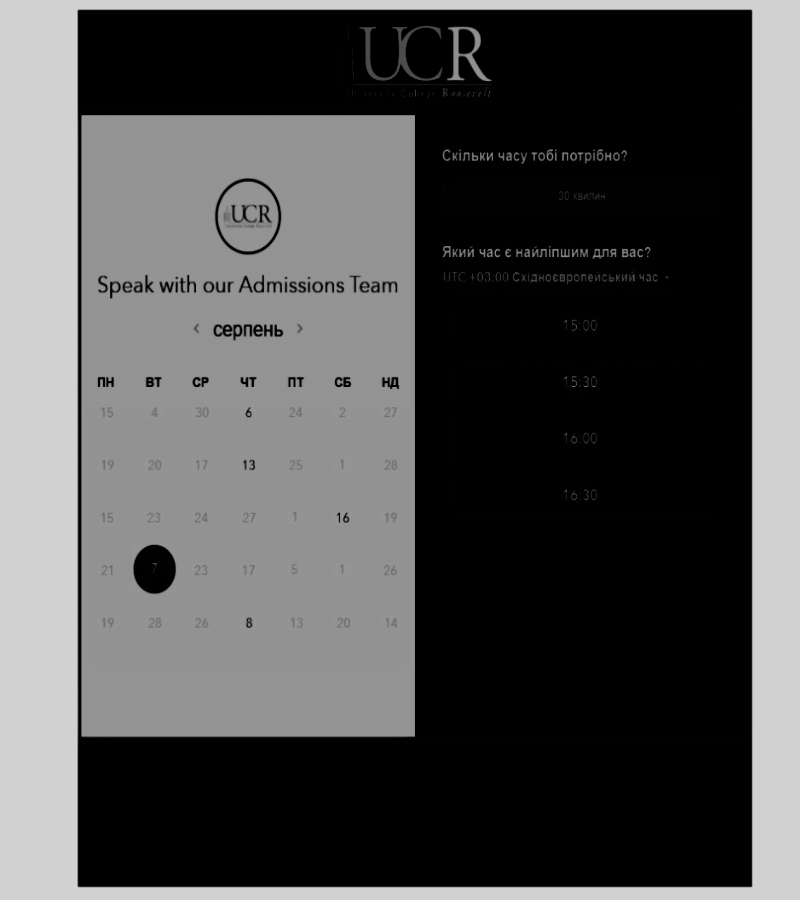 UCR
University College Roosevelt
UCR
Speak with our Admissions Team
< серпень >
ПН ВТ СР ЧТ ПТ СБ НД
15 4 30 6 24 2 27
19 20 17 13 25 1 28
15 23 24 27 1 16 19
21 7 23 17 5 1 26
19 28 26 8 13 20 14
Скільки часу тобі потрібно?
30 хвилин
Який час є найліпшим для вас?
UTC +03:00 Східноєвропейський час
15:00
15:30
16:00
16:30